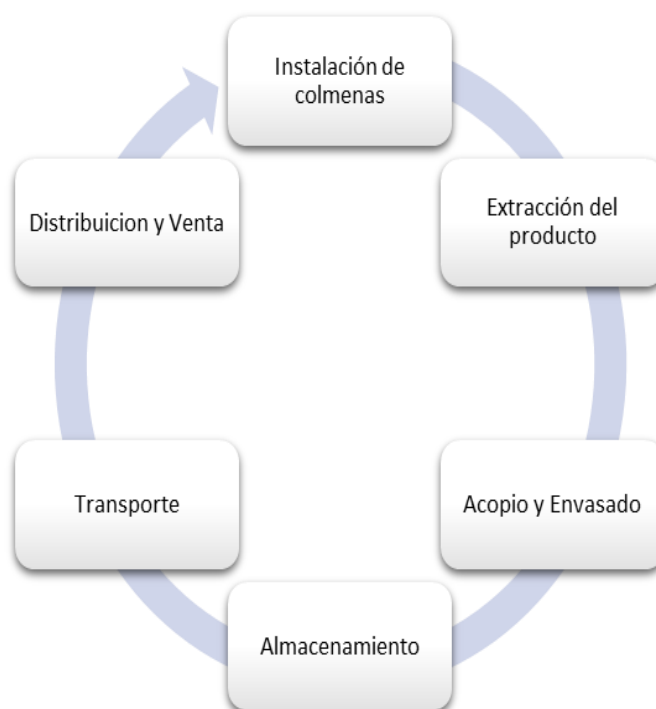 Instalación de
colmenas
Extracción del
producto
Acopio y Envasado
Almacenamiento
Transporte
Distribuicion y Venta